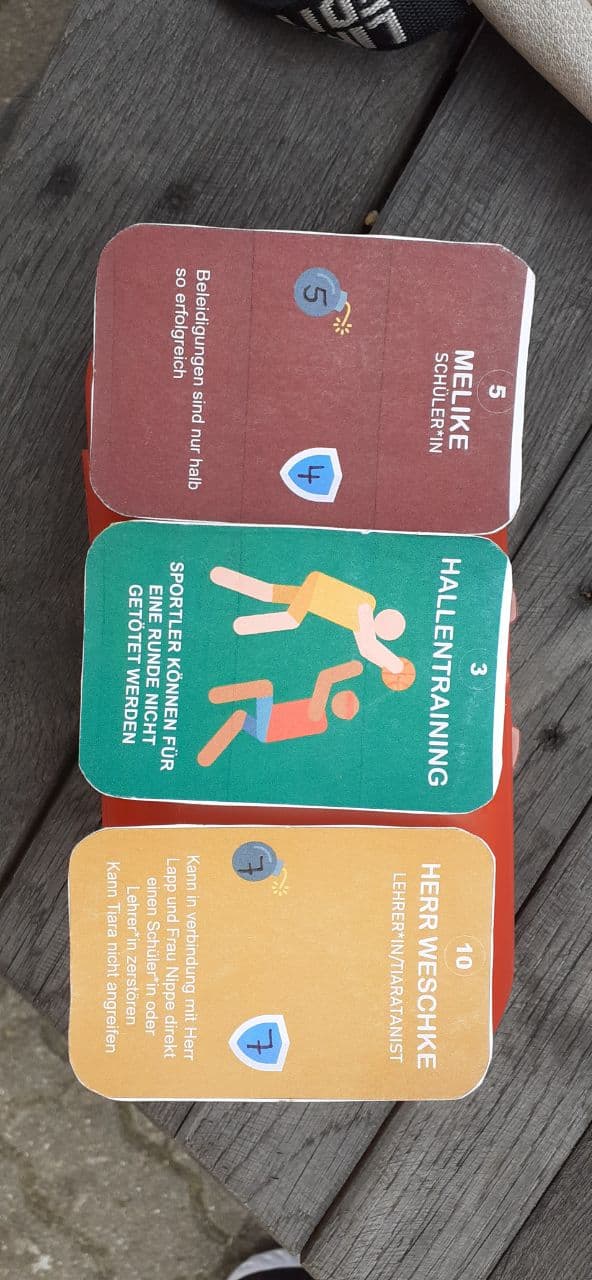 5
MELIKE
SCHÜLER*IN
5
4
Beleidigungen sind nur halb
so erfolgreich
3
HALLENTRAINING
SPORTLER KÖNNEN FÜR
EINE RUNDE NICHT
GETÖTET WERDEN
10
HERR WESCHKE
LEHRER*IN/TIARATANIST
7
7
Kann in verbindung mit Herr
Lapp und Frau Nippe direkt
einen Schüler*in oder
Lehrer*in zerstören
Kann Tiara nicht angreifen